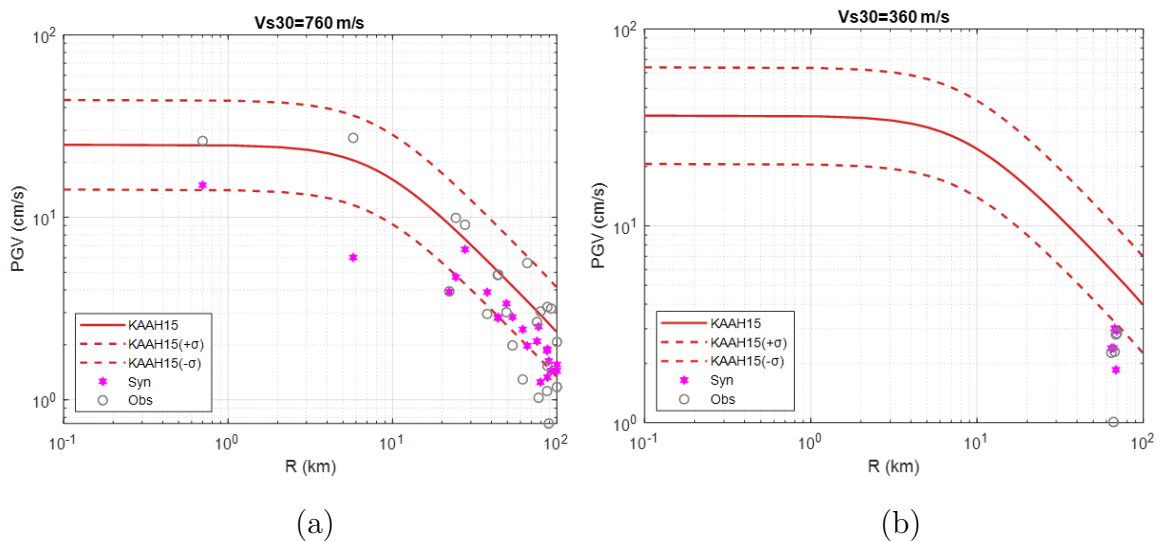 Vs30=760 m/s
10^2
10^1
10^0
PGV (cm/s)
KAAH15
KAAH15(+σ)
KAAH15(-σ)
Syn
Obs
10^-1
10^0
10^1
10^2
R (km)
(a)
Vs30=360 m/s
10^2
10^1
10^0
PGV (cm/s)
KAAH15
KAAH15(+σ)
KAAH15(-σ)
Syn
Obs
10^-1
10^0
10^1
10^2
R (km)
(b)